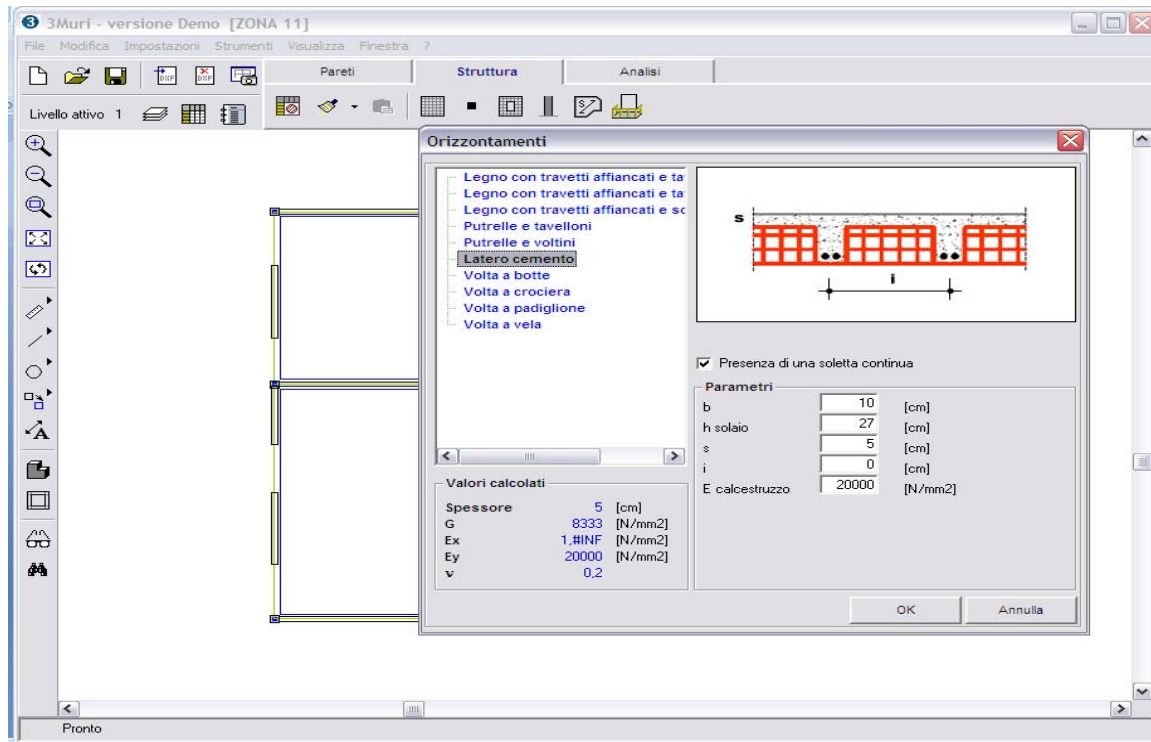 3Muri - versione Demo [ZONA 11]
File Modifica Impostazioni Strumenti Visualizza Finestra ?
Pareti Struttura Analisi
Livello attivo 1
Orizzontamenti
Legno con travetti affiancati e ta
Legno con travetti affiancati e ta
Legno con travetti affiancati e so
Putrelle e tavelloni
Putrelle e voltini
Latero cemento
Volta a botte
Volta a crociera
Volta a padiglione
Volta a vela
s
i
Presenza di una soletta continua
Parametri
b 10 [cm]
h solaio 27 [cm]
s 5 [cm]
i 0 [cm]
E calcestruzzo 20000 [N/mm2]
Valori calcolati
Spessore 5 [cm]
G 8333 [N/mm2]
Ex 1,#INF [N/mm2]
Ey 20000 [N/mm2]
ν 0,2
OK Annulla
Pronto